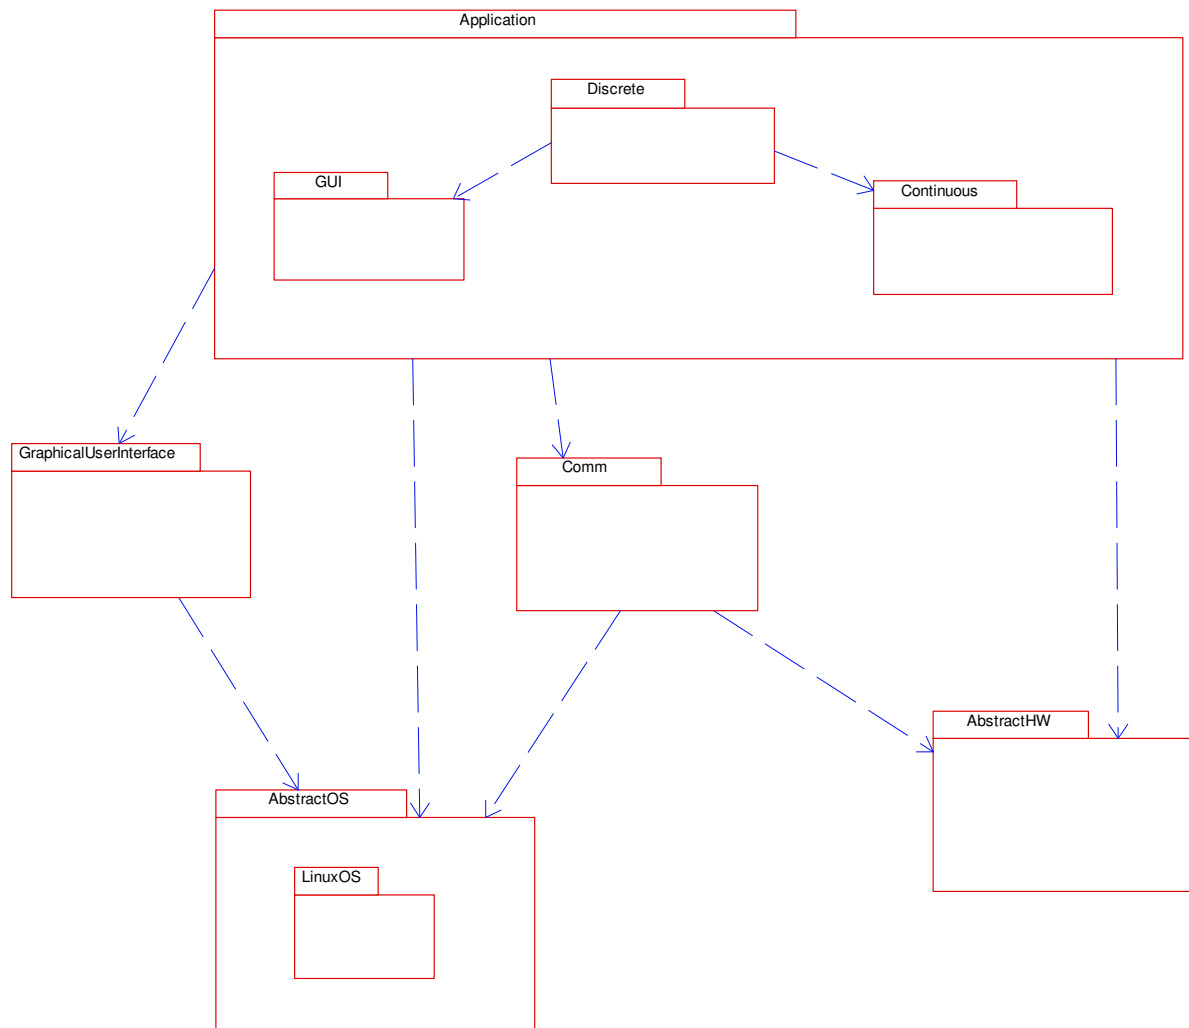 Application
Discrete
GUI
Continuous
GraphicalUserInterface
Comm
AbstractHW
AbstractOS
LinuxOS